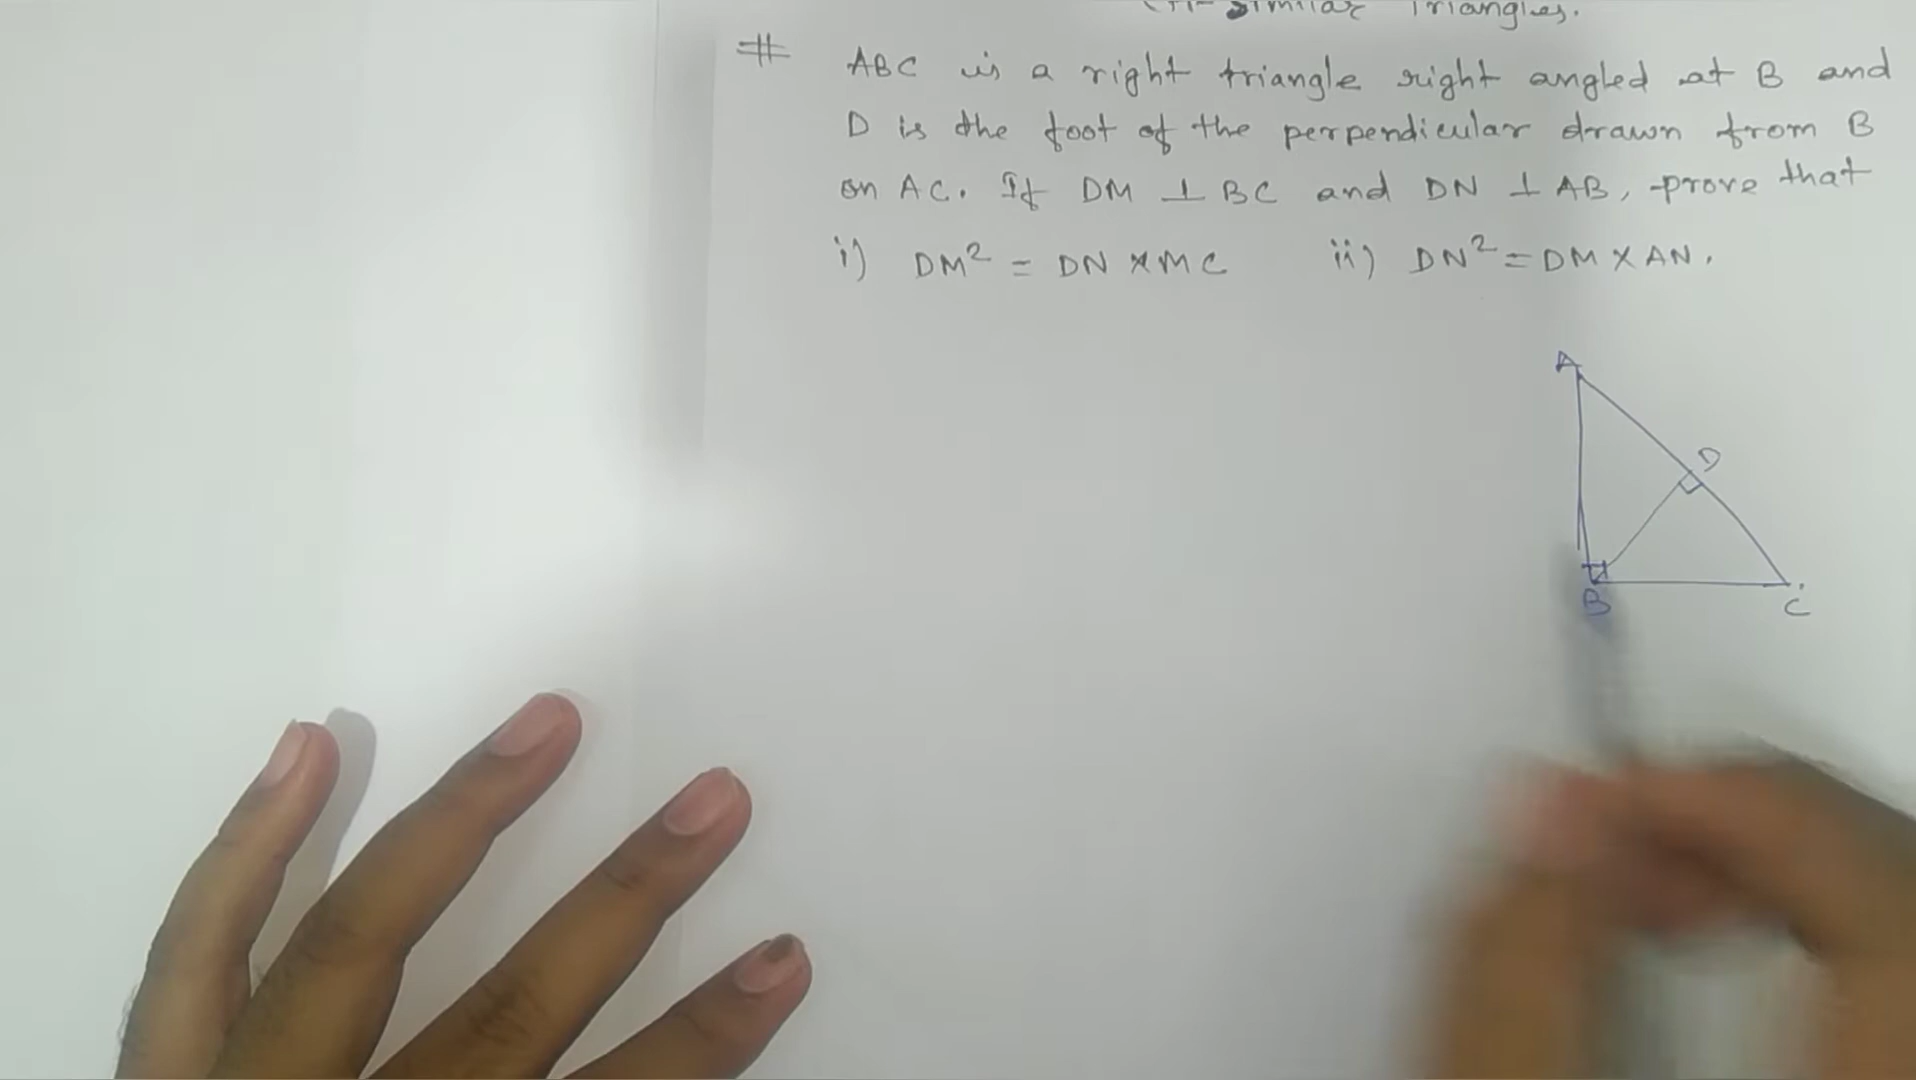 Similar Triangles.
# ABC is a right triangle right angled at B and
D is the foot of the perpendicular drawn from B
on AC. If DM ⊥ BC and DN ⊥ AB, prove that
i) DM² = DN × MC ii) DN² = DM × AN.
A
D
B
C